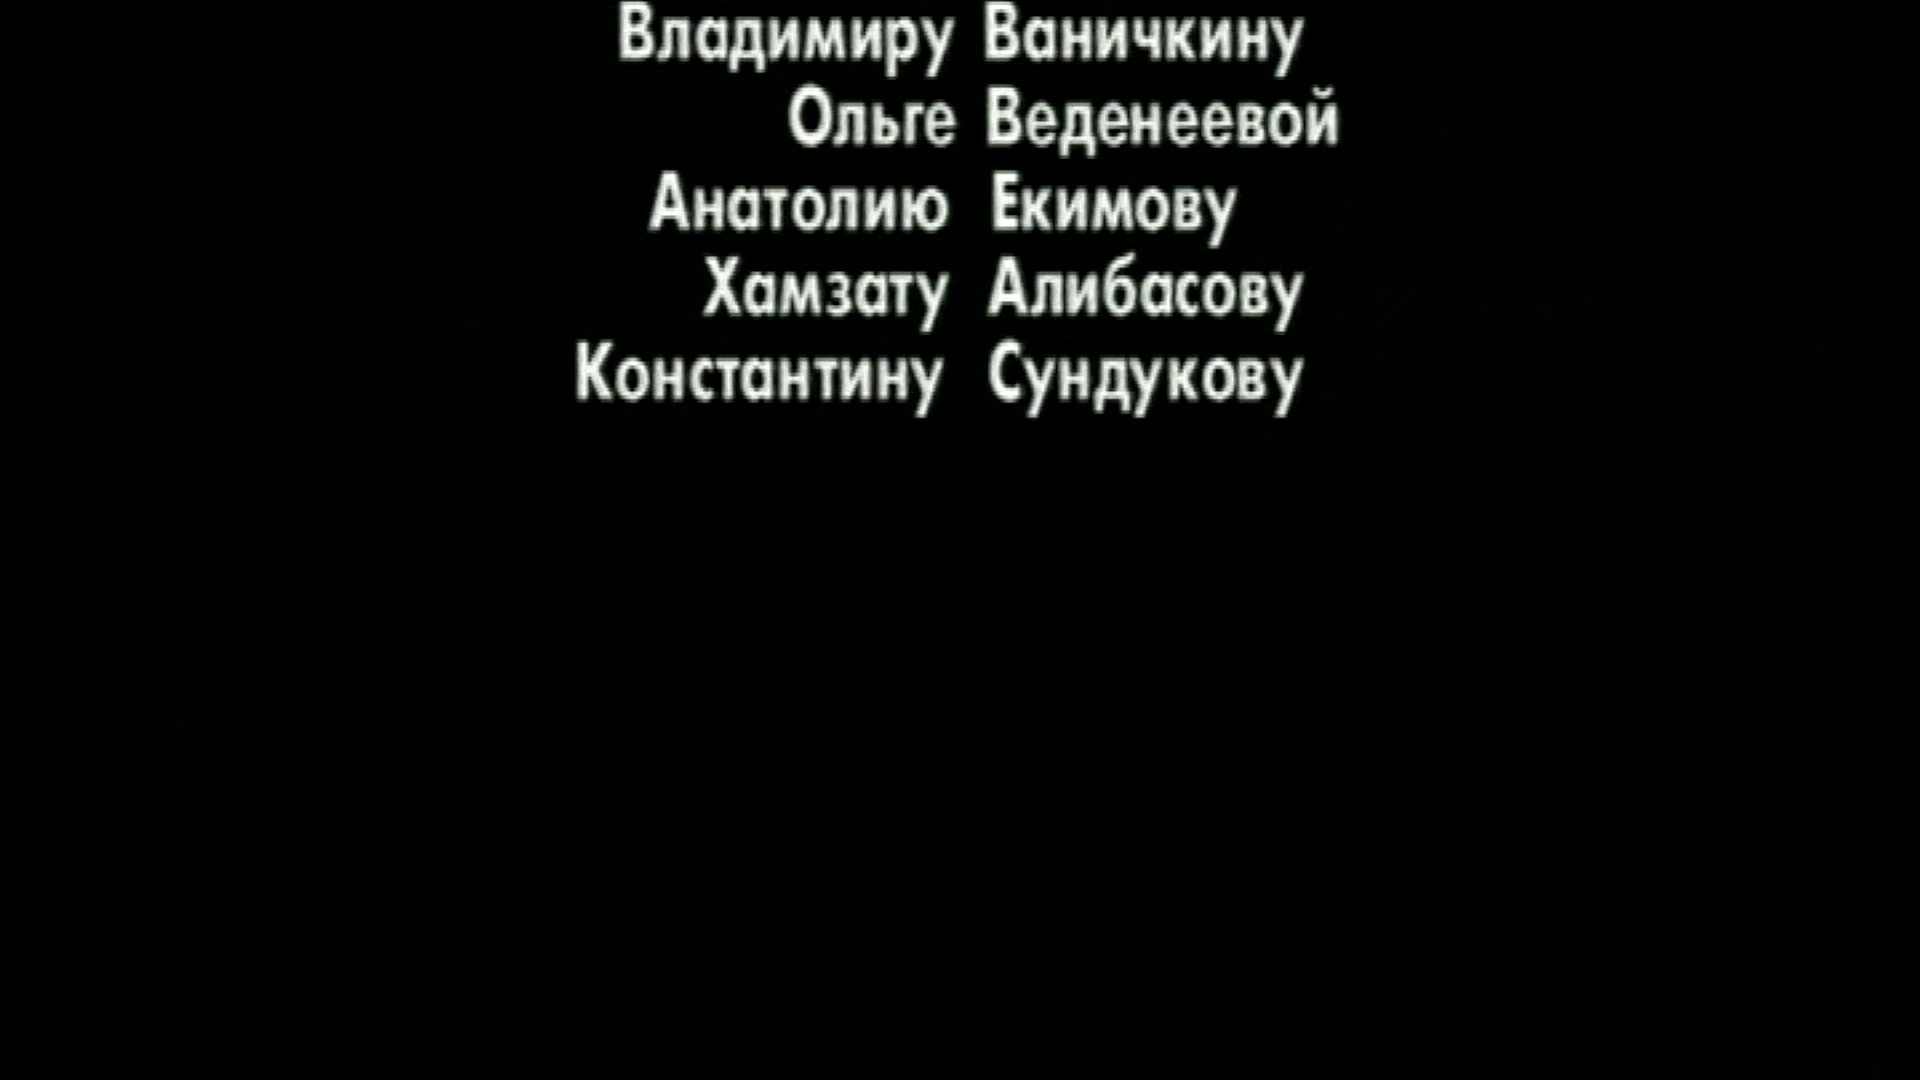 Владимиру Ваничкину
Ольге Веденеевой
Анатолию Екимову
Хамзату Алибасову
Константину Сундукову